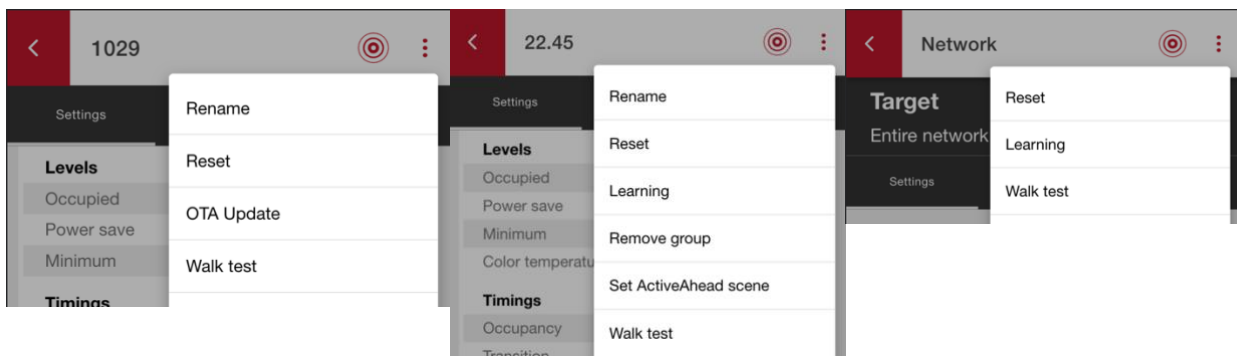 1029
Rename
Settings
Reset
Levels
Occupied
OTA Update
Power save
Minimum
Walk test
Timings
22.45
Rename
Settings
Reset
Levels
Occupied
Learning
Power save
Minimum
Remove group
Color temperatu
Set ActiveAhead scene
Timings
Occupancy
Walk test
Transition
Network
Target
Reset
Entire network
Learning
Settings
Walk test